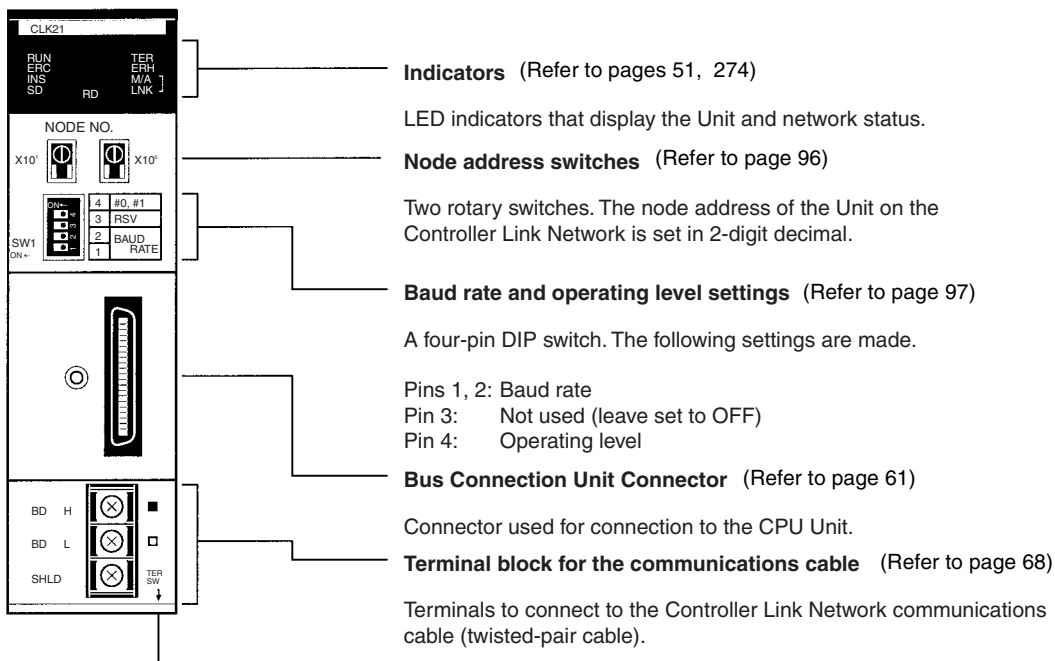 CLK21
RUN TER
ERC ERH
INS M/A
SD RD LNK
NODE NO.
X10¹ X10⁰
ON←
4 #0, #1
3 RSV
2 BAUD
1 RATE
1 2 3 4
SW1
ON ←
BD H
BD L
SHLD
TER
SW
Indicators (Refer to pages 51, 274)
LED indicators that display the Unit and network status.
Node address switches (Refer to page 96)
Two rotary switches. The node address of the Unit on the
Controller Link Network is set in 2-digit decimal.
Baud rate and operating level settings (Refer to page 97)
A four-pin DIP switch. The following settings are made.
Pins 1, 2: Baud rate
Pin 3: Not used (leave set to OFF)
Pin 4: Operating level
Bus Connection Unit Connector (Refer to page 61)
Connector used for connection to the CPU Unit.
Terminal block for the communications cable (Refer to page 68)
Terminals to connect to the Controller Link Network communications
cable (twisted-pair cable).